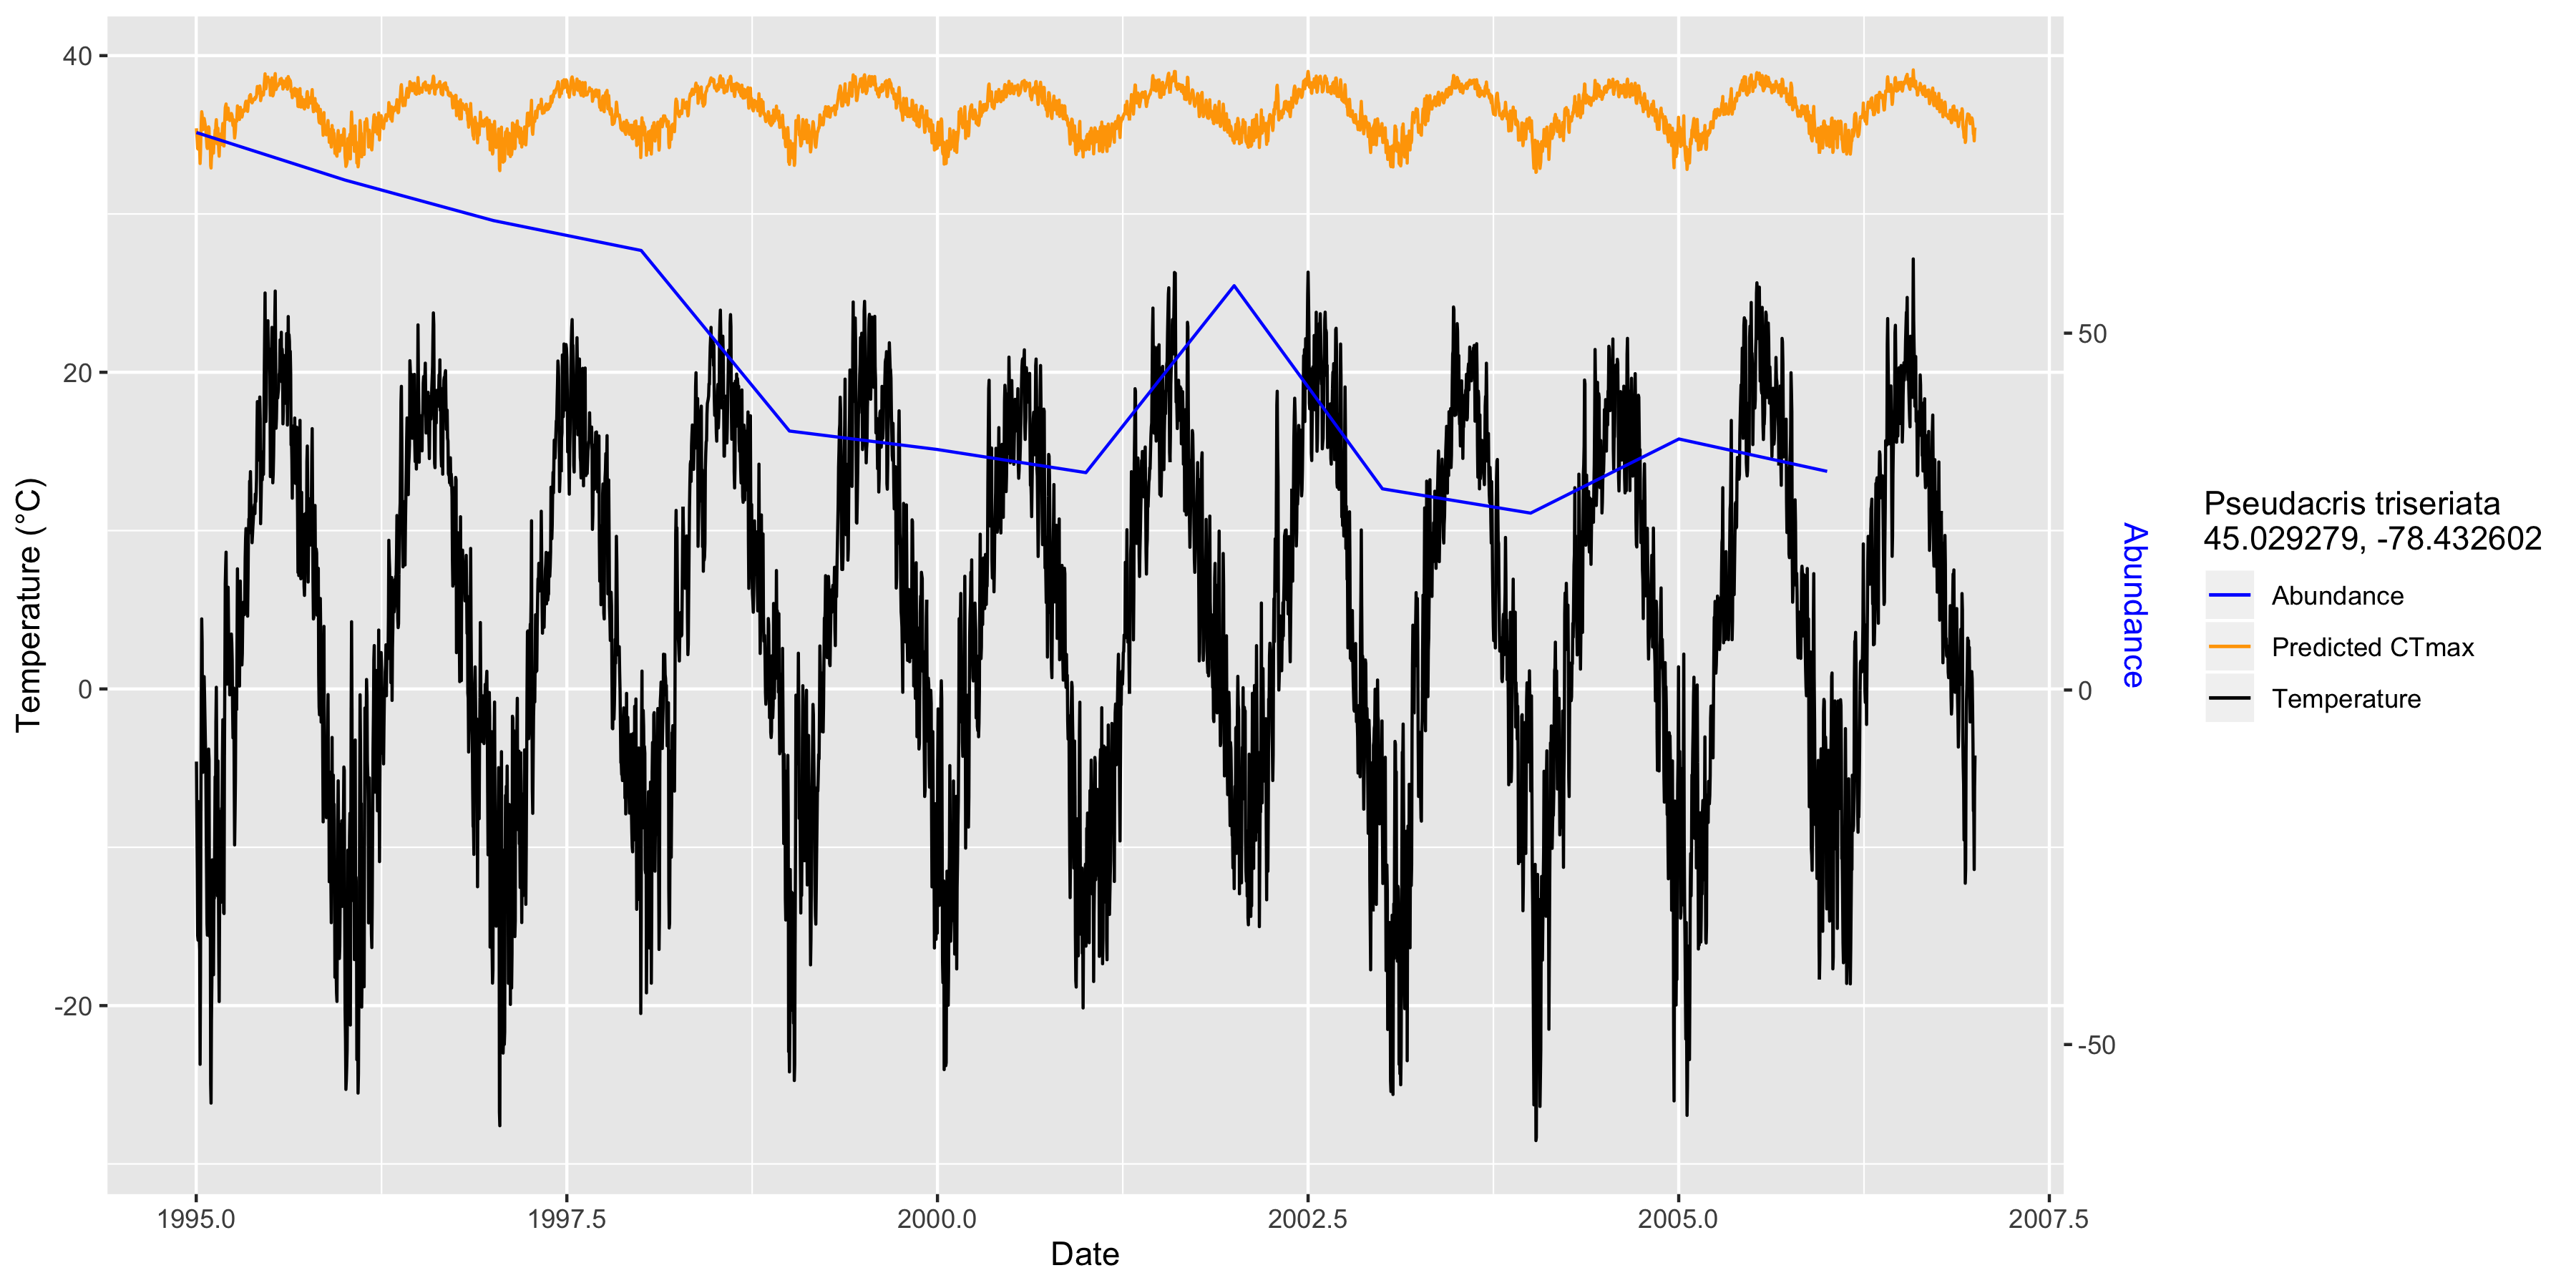 40
20
0
-20
Temperature (°C)
1995.0
1997.5
2000.0
2002.5
2005.0
2007.5
Date
50
0
-50
Abundance
Pseudacris triseriata
45.029279, -78.432602
Abundance
Predicted CTmax
Temperature